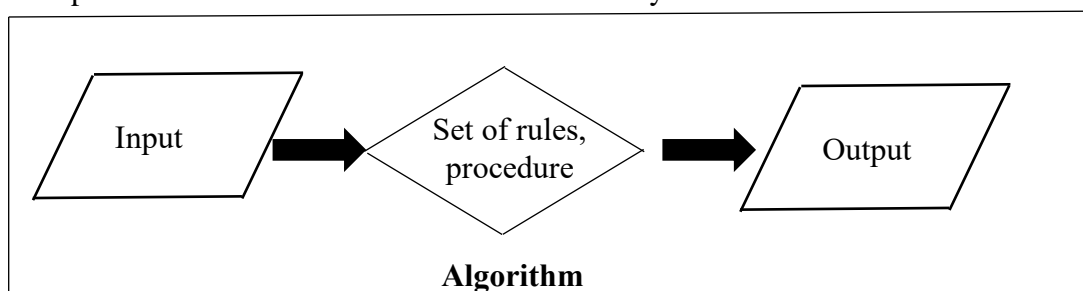 Input
Set of rules,
procedure
Output
Algorithm